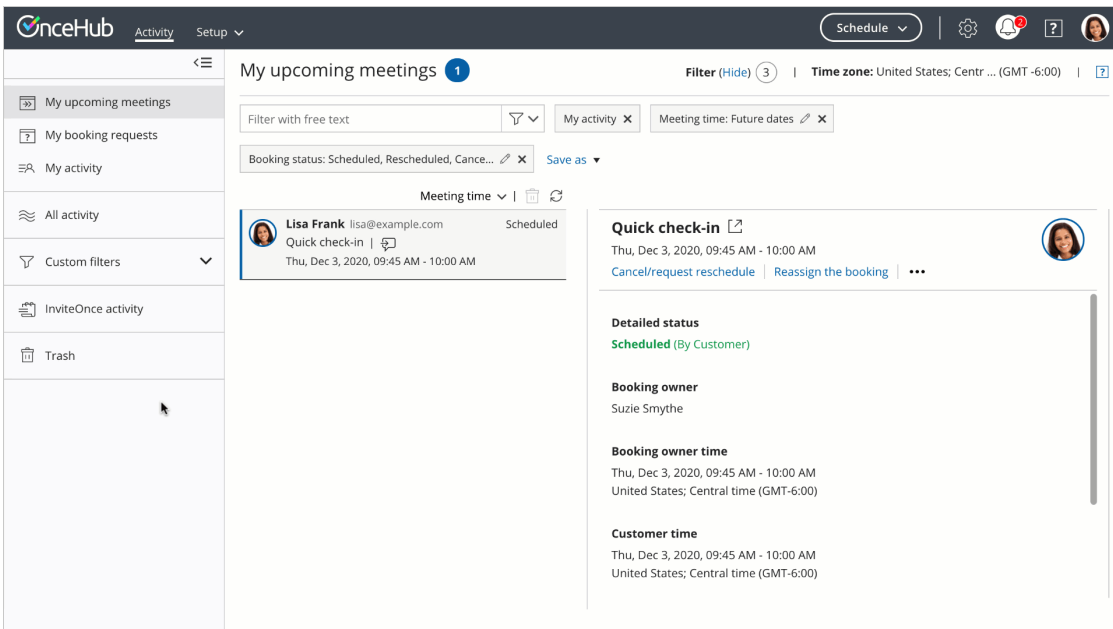 OnceHub Activity Setup Schedule 2 ?
My upcoming meetings
My booking requests
My activity
All activity
Custom filters
InviteOnce activity
Trash
My upcoming meetings 1 Filter (Hide) 3 | Time zone: United States; Centr ... (GMT -6:00) | ?
Filter with free text My activity Meeting time: Future dates
Booking status: Scheduled, Rescheduled, Cance... Save as
Meeting time |
Lisa Frank lisa@example.com Scheduled
Quick check-in |
Thu, Dec 3, 2020, 09:45 AM - 10:00 AM
Quick check-in
Thu, Dec 3, 2020, 09:45 AM - 10:00 AM
Cancel/request reschedule | Reassign the booking | •••
Detailed status
Scheduled (By Customer)
Booking owner
Suzie Smythe
Booking owner time
Thu, Dec 3, 2020, 09:45 AM - 10:00 AM
United States; Central time (GMT-6:00)
Customer time
Thu, Dec 3, 2020, 09:45 AM - 10:00 AM
United States; Central time (GMT-6:00)